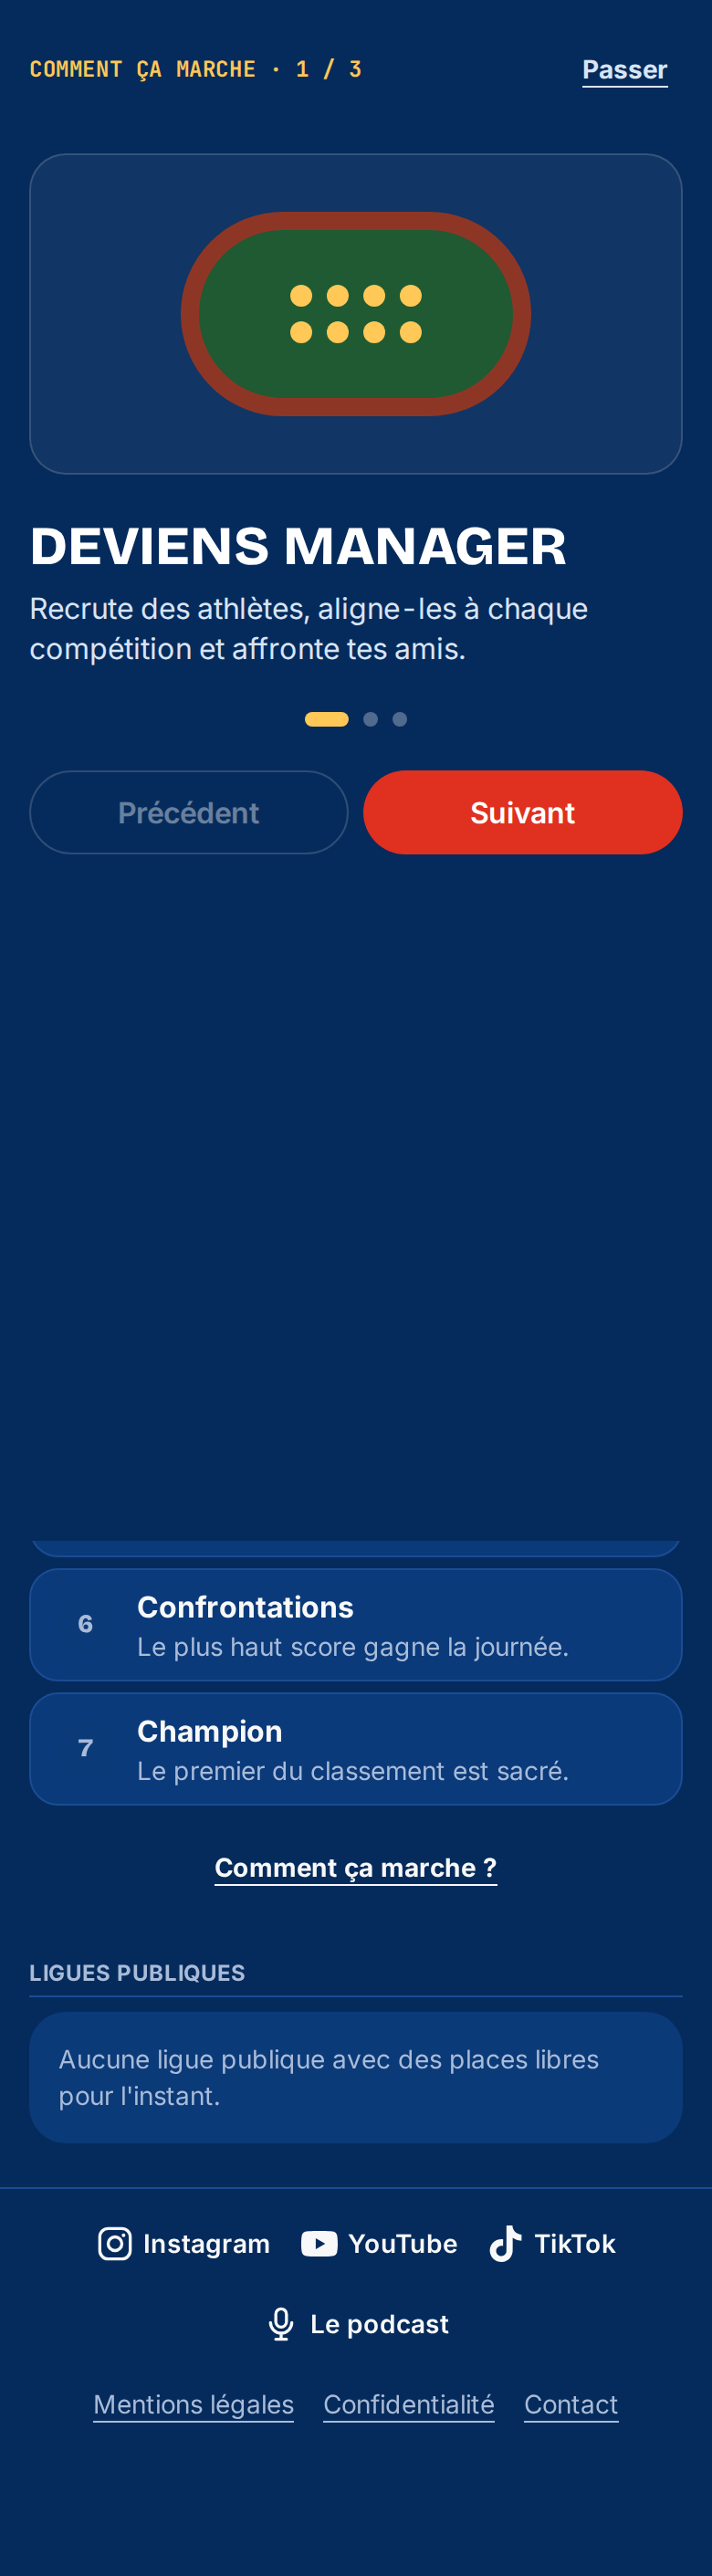 COMMENT ÇA MARCHE · 1 / 3
Passer
DEVIENS MANAGER
Recrute des athlètes, aligne-les à chaque
compétition et affronte tes amis.
Précédent
Suivant
6
Confrontations
Le plus haut score gagne la journée.
7
Champion
Le premier du classement est sacré.
Comment ça marche ?
LIGUES PUBLIQUES
Aucune ligue publique avec des places libres
pour l'instant.
Instagram
YouTube
TikTok
Le podcast
Mentions légales
Confidentialité
Contact